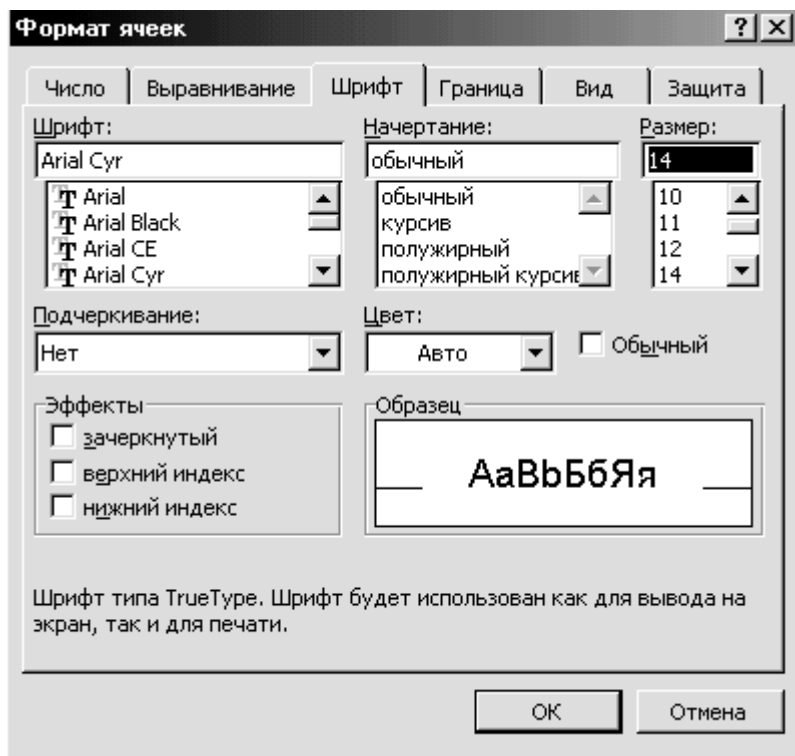 Формат ячеек
Число Выравнивание Шрифт Граница Вид Защита
Шрифт: Начертание: Размер:
Arial Cyr обычный 14
Arial обычный 10
Arial Black курсив 11
Arial CE полужирный 12
Arial Cyr полужирный курсив 14
Подчеркивание: Цвет:
Нет Авто Обычный
Эффекты Образец
зачеркнутый
верхний индекс
нижний индекс
АаВbБбЯя
Шрифт типа TrueType. Шрифт будет использован как для вывода на
экран, так и для печати.
ОК Отмена